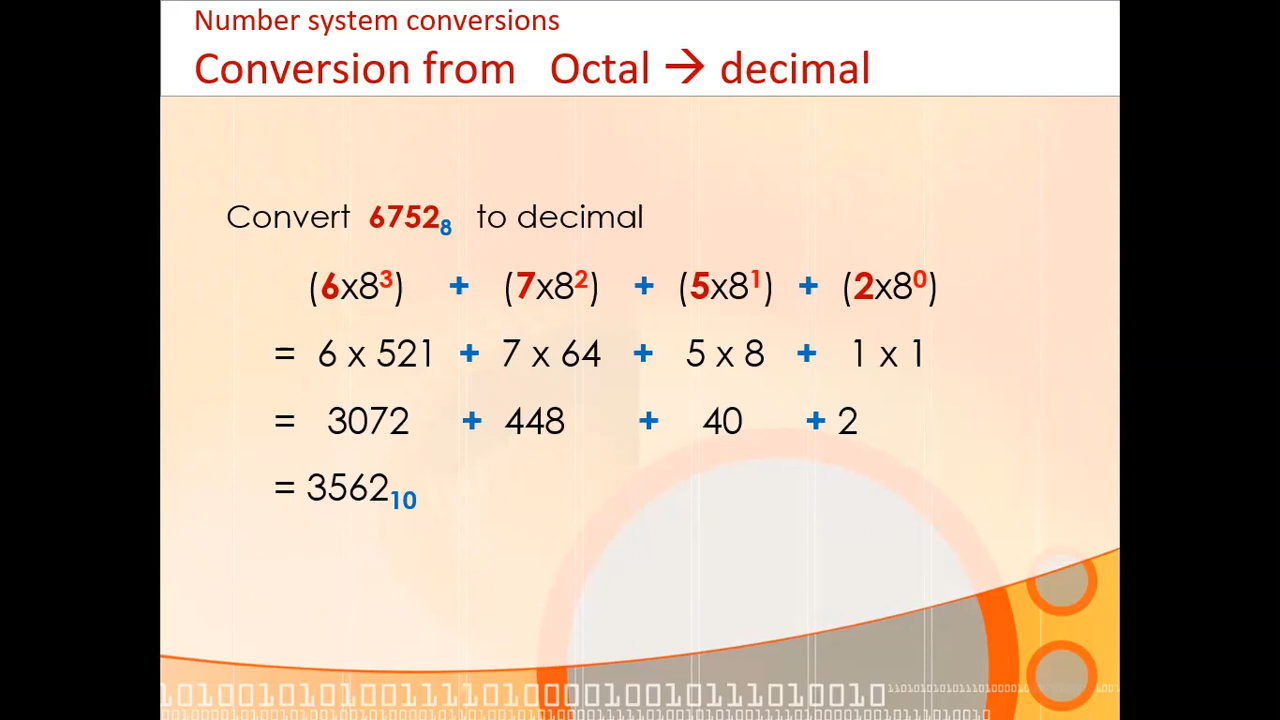 Number system conversions
Conversion from Octal → decimal
Convert 6752₈ to decimal
(6x8³) + (7x8²) + (5x8¹) + (2x8⁰)
= 6 x 521 + 7 x 64 + 5 x 8 + 1 x 1
= 3072 + 448 + 40 + 2
= 3562₁₀